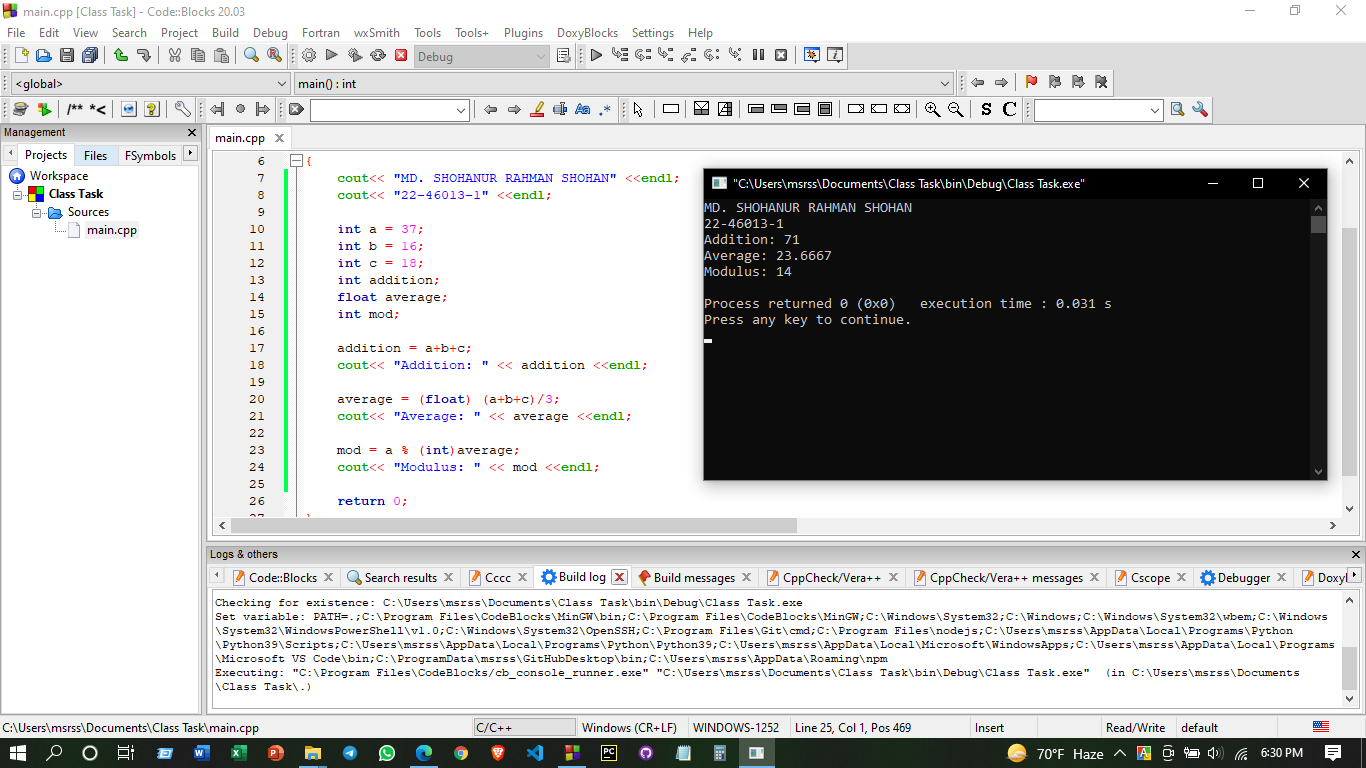 main.cpp [Class Task] - Code::Blocks 20.03
File Edit View Search Project Build Debug Fortran wxSmith Tools Tools+ Plugins DoxyBlocks Settings Help
Debug
<global> main() : int
/** *<
Aa .* S C
Management
Projects Files FSymbols
Workspace
Class Task
Sources
main.cpp
main.cpp
6 {
7 cout<< "MD. SHOHANUR RAHMAN SHOHAN" <<endl;
8 cout<< "22-46013-1" <<endl;
9
10 int a = 37;
11 int b = 16;
12 int c = 18;
13 int addition;
14 float average;
15 int mod;
16
17 addition = a+b+c;
18 cout<< "Addition: " << addition <<endl;
19
20 average = (float) (a+b+c)/3;
21 cout<< "Average: " << average <<endl;
22
23 mod = a % (int)average;
24 cout<< "Modulus: " << mod <<endl;
25
26 return 0;
"C:\Users\msrss\Documents\Class Task\bin\Debug\Class Task.exe"
MD. SHOHANUR RAHMAN SHOHAN
22-46013-1
Addition: 71
Average: 23.6667
Modulus: 14
Process returned 0 (0x0) execution time : 0.031 s
Press any key to continue.
Logs & others
Code::Blocks Search results Cccc Build log Build messages CppCheck/Vera++ CppCheck/Vera++ messages Cscope Debugger Doxy
Checking for existence: C:\Users\msrss\Documents\Class Task\bin\Debug\Class Task.exe
Set variable: PATH=.;C:\Program Files\CodeBlocks\MinGW\bin;C:\Program Files\CodeBlocks\MinGW;C:\Windows\System32;C:\Windows;C:\Windows\System32\wbem;C:\Windows
\System32\WindowsPowerShell\v1.0;C:\Windows\System32\OpenSSH;C:\Program Files\Git\cmd;C:\Program Files\nodejs;C:\Users\msrss\AppData\Local\Programs\Python
\Python39\Scripts;C:\Users\msrss\AppData\Local\Programs\Python\Python39;C:\Users\msrss\AppData\Local\Microsoft\WindowsApps;C:\Users\msrss\AppData\Local\Programs
\Microsoft VS Code\bin;C:\ProgramData\msrss\GitHubDesktop\bin;C:\Users\msrss\AppData\Roaming\npm
Executing: "C:\Program Files\CodeBlocks/cb_console_runner.exe" "C:\Users\msrss\Documents\Class Task\bin\Debug\Class Task.exe" (in C:\Users\msrss\Documents
\Class Task\.)
C:\Users\msrss\Documents\Class Task\main.cpp C/C++ Windows (CR+LF) WINDOWS-1252 Line 25, Col 1, Pos 469 Insert Read/Write default
70°F Haze 6:30 PM